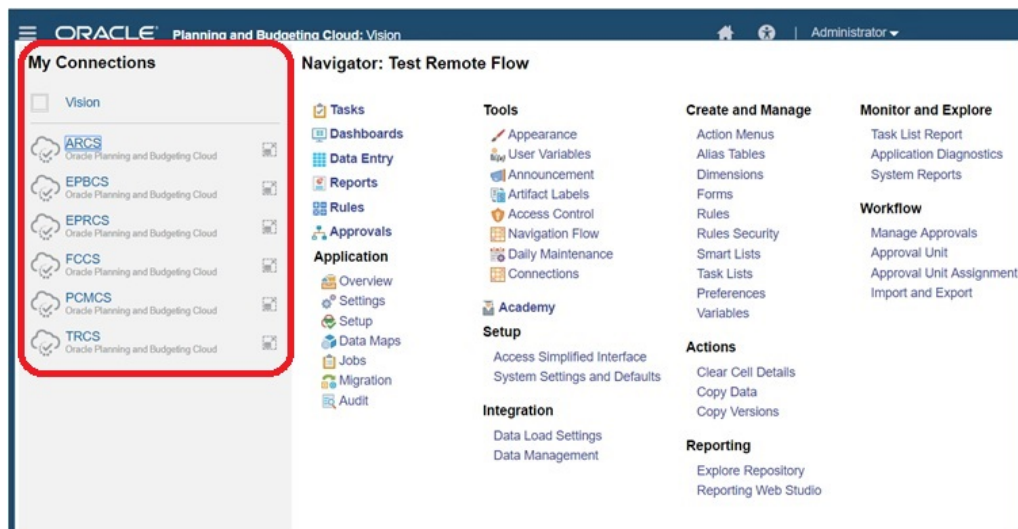 ORACLE® Planning and Budgeting Cloud: Vision
Administrator
My Connections
Vision
ARCS
Oracle Planning and Budgeting Cloud
EPBCS
Oracle Planning and Budgeting Cloud
EPRCS
Oracle Planning and Budgeting Cloud
FCCS
Oracle Planning and Budgeting Cloud
PCMCS
Oracle Planning and Budgeting Cloud
TRCS
Oracle Planning and Budgeting Cloud
Navigator: Test Remote Flow
Tasks
Dashboards
Data Entry
Reports
Rules
Approvals
Application
Overview
Settings
Setup
Data Maps
Jobs
Migration
Audit
Tools
Appearance
User Variables
Announcement
Artifact Labels
Access Control
Navigation Flow
Daily Maintenance
Connections
Academy
Setup
Access Simplified Interface
System Settings and Defaults
Integration
Data Load Settings
Data Management
Create and Manage
Action Menus
Alias Tables
Dimensions
Forms
Rules
Rules Security
Smart Lists
Task Lists
Preferences
Variables
Actions
Clear Cell Details
Copy Data
Copy Versions
Reporting
Explore Repository
Reporting Web Studio
Monitor and Explore
Task List Report
Application Diagnostics
System Reports
Workflow
Manage Approvals
Approval Unit
Approval Unit Assignment
Import and Export